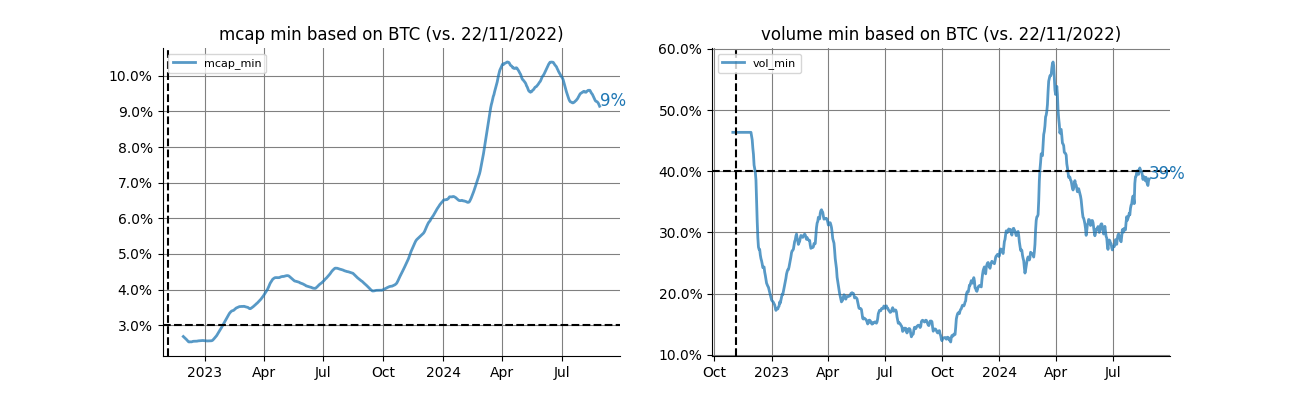 mcap min based on BTC (vs. 22/11/2022)
mcap_min
10.0%
9.0%
8.0%
7.0%
6.0%
5.0%
4.0%
3.0%
9%
2023 Apr Jul Oct 2024 Apr Jul
volume min based on BTC (vs. 22/11/2022)
vol_min
60.0%
50.0%
40.0%
30.0%
20.0%
10.0%
39%
Oct 2023 Apr Jul Oct 2024 Apr Jul